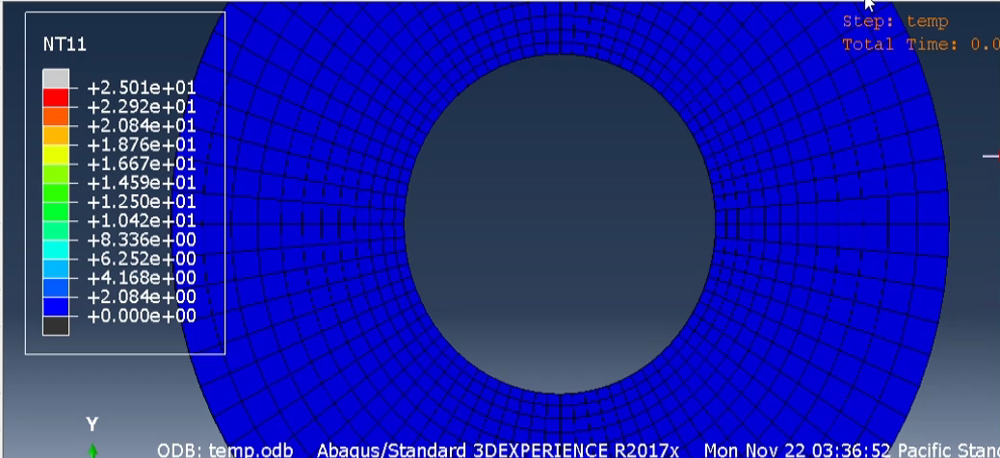 Step: temp
Total Time: 0.0
NT11
+2.501e+01
+2.292e+01
+2.084e+01
+1.876e+01
+1.667e+01
+1.459e+01
+1.250e+01
+1.042e+01
+8.336e+00
+6.252e+00
+4.168e+00
+2.084e+00
+0.000e+00
Y
ODB: temp.odb Abaqus/Standard 3DEXPERIENCE R2017x Mon Nov 22 03:36:52 Pacific Stand